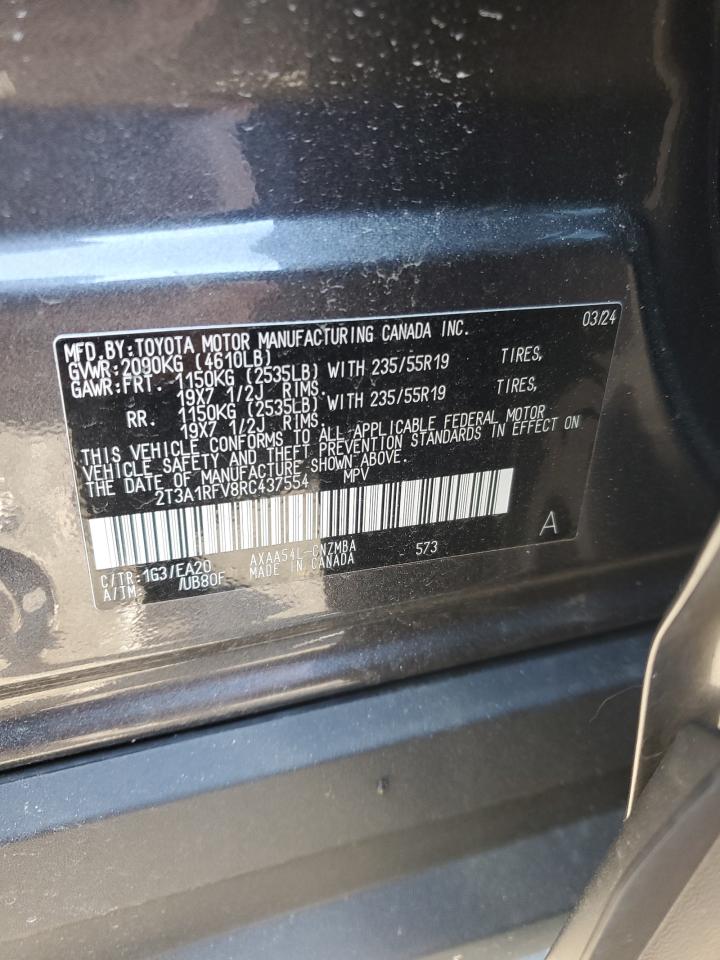 MFD.BY:TOYOTA MOTOR MANUFACTURING CANADA INC. 03/24
GVWR:2090KG (4610LB)
GAWR:FRT. 1150KG (2535LB) WITH 235/55R19 TIRES,
19X7 1/2J RIMS.
RR. 1150KG (2535LB) WITH 235/55R19 TIRES,
19X7 1/2J RIMS.
THIS VEHICLE CONFORMS TO ALL APPLICABLE FEDERAL MOTOR
VEHICLE SAFETY AND THEFT PREVENTION STANDARDS IN EFFECT ON
THE DATE OF MANUFACTURE SHOWN ABOVE.
2T3A1RFV8RC437554 MPV
A
C/TR:1G3/EA20 AXAA54L-CNZMBA 573
A/TM: /UB80F MADE IN CANADA